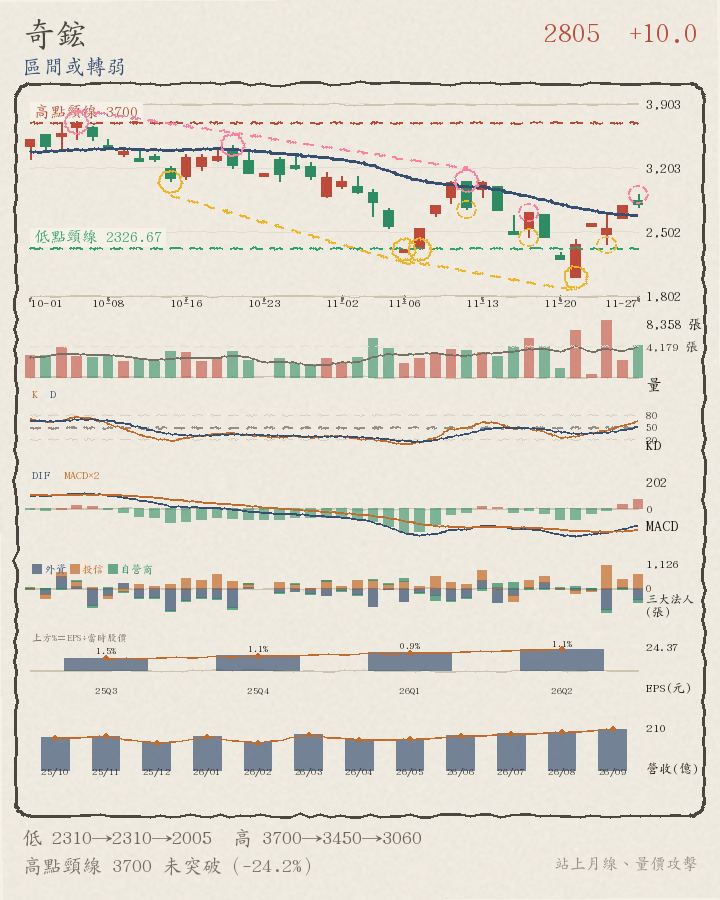 奇鋐
2805 +10.0
區間或轉弱
高點頸線 3700
低點頸線 2326.67
3,903
3,203
2,502
1,802
10-01 10-08 10-16 10-23 11-02 11-06 11-13 11-20 11-27
8,358 張
4,179 張
量
K D
80
50
20
KD
DIF MACD×2
202
0
MACD
外資 投信 自營商
1,126
0
三大法人
(張)
上方%=EPS÷當時股價
1.5% 1.1% 0.9% 1.1%
24.37
25Q3 25Q4 26Q1 26Q2
EPS(元)
210
25/10 25/11 25/12 26/01 26/02 26/03 26/04 26/05 26/06 26/07 26/08 26/09
營收(億)
低 2310→2310→2005 高 3700→3450→3060
高點頸線 3700 未突破 (-24.2%)
站上月線、量價攻擊